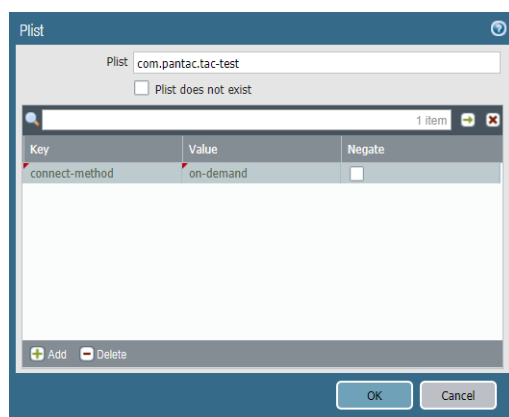 Plist
Plist com.pantac.tac-test
Plist does not exist
1 item
Key Value Negate
connect-method on-demand
Add Delete
OK Cancel